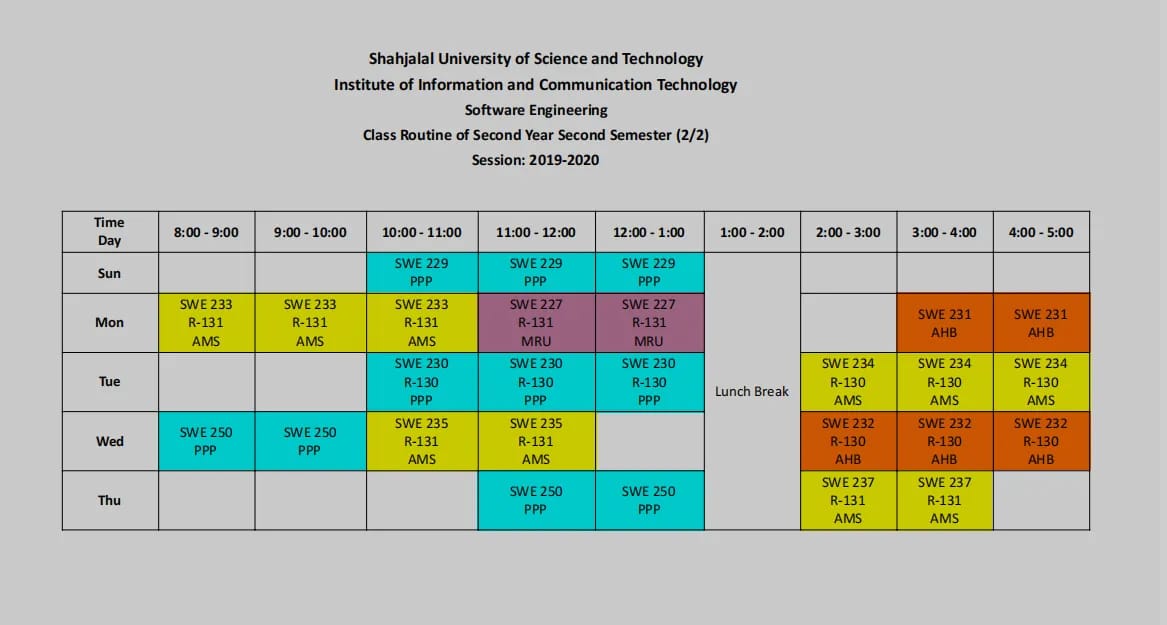 Shahjalal University of Science and Technology
Institute of Information and Communication Technology
Software Engineering
Class Routine of Second Year Second Semester (2/2)
Session: 2019-2020
Time
Day
8:00 - 9:00
9:00 - 10:00
10:00 - 11:00
11:00 - 12:00
12:00 - 1:00
1:00 - 2:00
2:00 - 3:00
3:00 - 4:00
4:00 - 5:00
Sun
SWE 229
PPP
SWE 229
PPP
SWE 229
PPP
Mon
SWE 233
R-131
AMS
SWE 233
R-131
AMS
SWE 233
R-131
AMS
SWE 227
R-131
MRU
SWE 227
R-131
MRU
SWE 231
AHB
SWE 231
AHB
Tue
SWE 230
R-130
PPP
SWE 230
R-130
PPP
SWE 230
R-130
PPP
Lunch Break
SWE 234
R-130
AMS
SWE 234
R-130
AMS
SWE 234
R-130
AMS
Wed
SWE 250
PPP
SWE 250
PPP
SWE 235
R-131
AMS
SWE 235
R-131
AMS
SWE 232
R-130
AHB
SWE 232
R-130
AHB
SWE 232
R-130
AHB
Thu
SWE 250
PPP
SWE 250
PPP
SWE 237
R-131
AMS
SWE 237
R-131
AMS